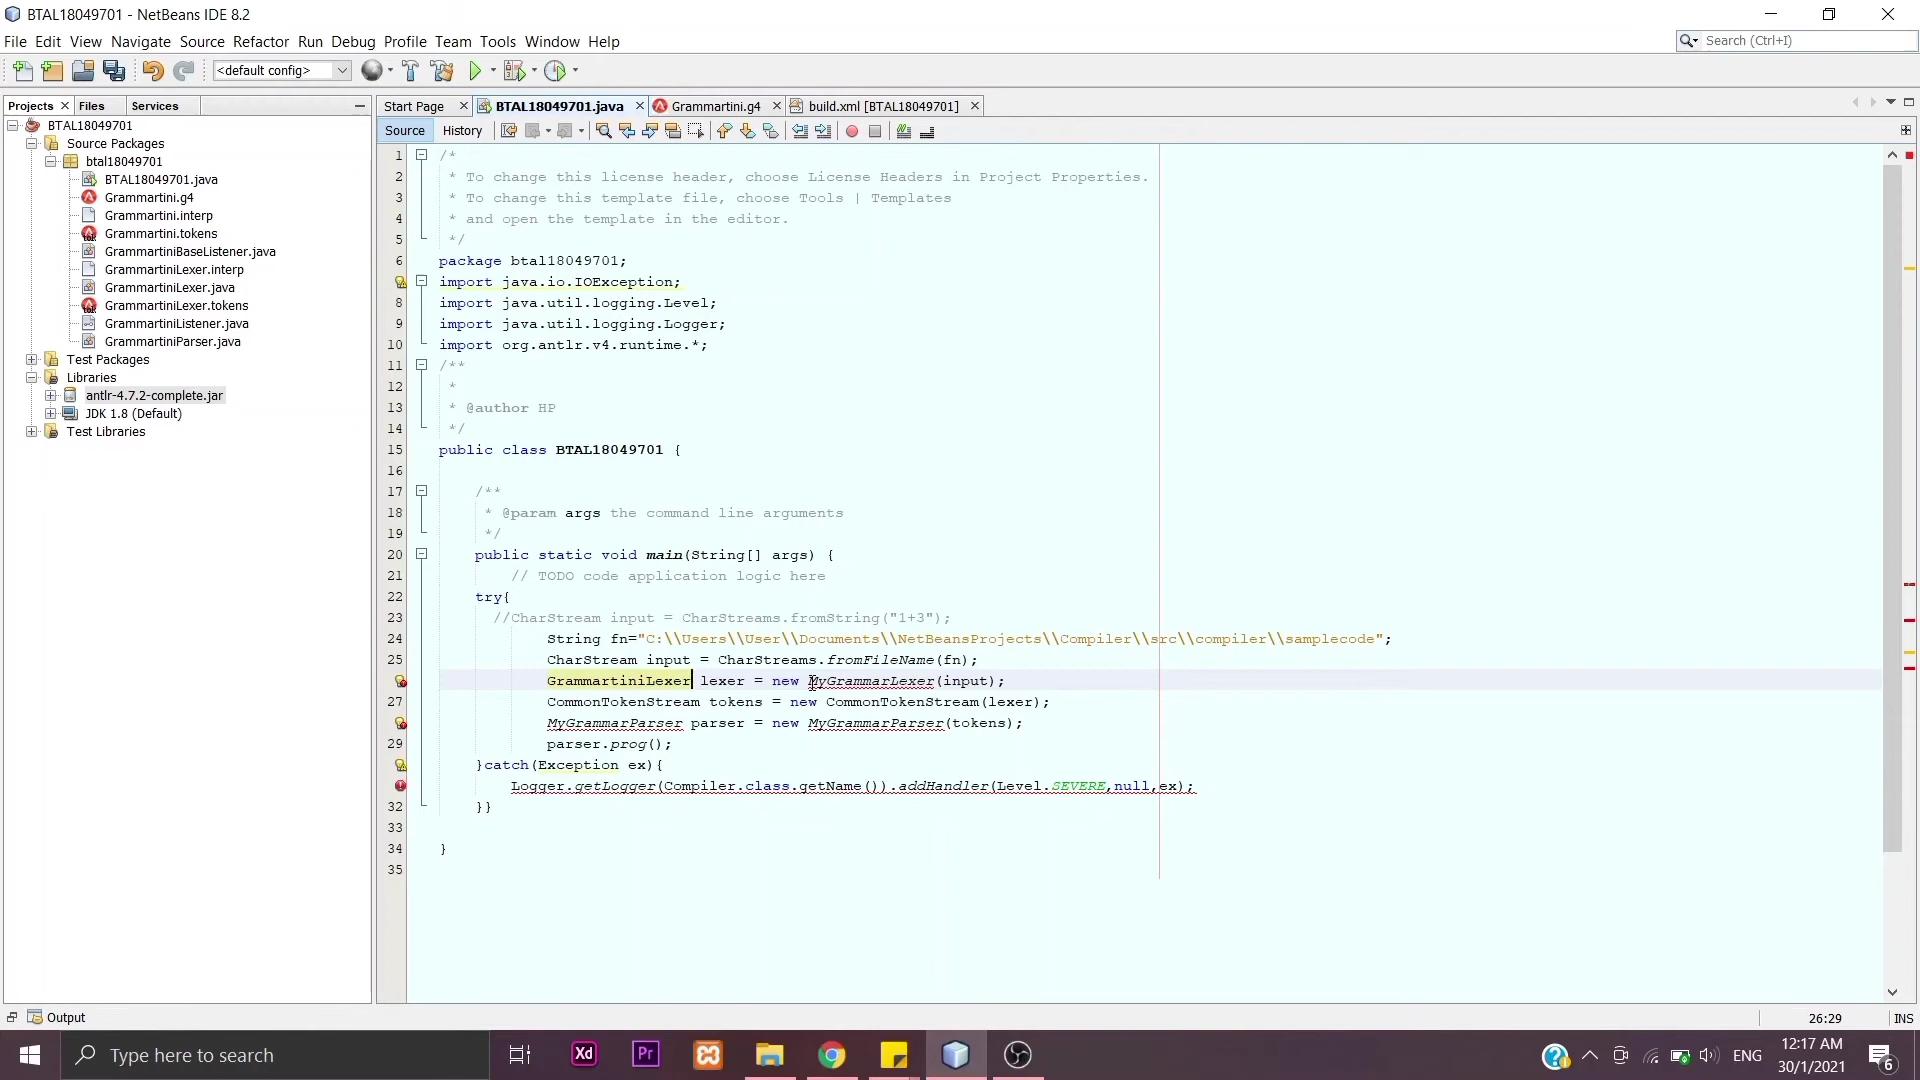 BTAL18049701 - NetBeans IDE 8.2
File Edit View Navigate Source Refactor Run Debug Profile Team Tools Window Help
Search (Ctrl+I)
<default config>
Projects Files Services
Start Page BTAL18049701.java Grammartini.g4 build.xml [BTAL18049701]
Source History
BTAL18049701
Source Packages
btal18049701
BTAL18049701.java
Grammartini.g4
Grammartini.interp
Grammartini.tokens
GrammartiniBaseListener.java
GrammartiniLexer.interp
GrammartiniLexer.java
GrammartiniLexer.tokens
GrammartiniListener.java
GrammartiniParser.java
Test Packages
Libraries
antlr-4.7.2-complete.jar
JDK 1.8 (Default)
Test Libraries
1 /*
2 * To change this license header, choose License Headers in Project Properties.
3 * To change this template file, choose Tools | Templates
4 * and open the template in the editor.
5 */
6 package btal18049701;
import java.io.IOException;
8 import java.util.logging.Level;
9 import java.util.logging.Logger;
10 import org.antlr.v4.runtime.*;
11 /**
12 *
13 * @author HP
14 */
15 public class BTAL18049701 {
16
17 /**
18 * @param args the command line arguments
19 */
20 public static void main(String[] args) {
21 // TODO code application logic here
22 try{
23 //CharStream input = CharStreams.fromString("1+3");
24 String fn="C:\\Users\\User\\Documents\\NetBeansProjects\\Compiler\\src\\compiler\\samplecode";
25 CharStream input = CharStreams.fromFileName(fn);
GrammartiniLexer lexer = new MyGrammarLexer(input);
27 CommonTokenStream tokens = new CommonTokenStream(lexer);
MyGrammarParser parser = new MyGrammarParser(tokens);
29 parser.prog();
}catch(Exception ex){
Logger.getLogger(Compiler.class.getName()).addHandler(Level.SEVERE,null,ex);
32 }}
33
34 }
35
Output
26:29 INS
Type here to search
Xd Pr
ENG
12:17 AM
30/1/2021
6